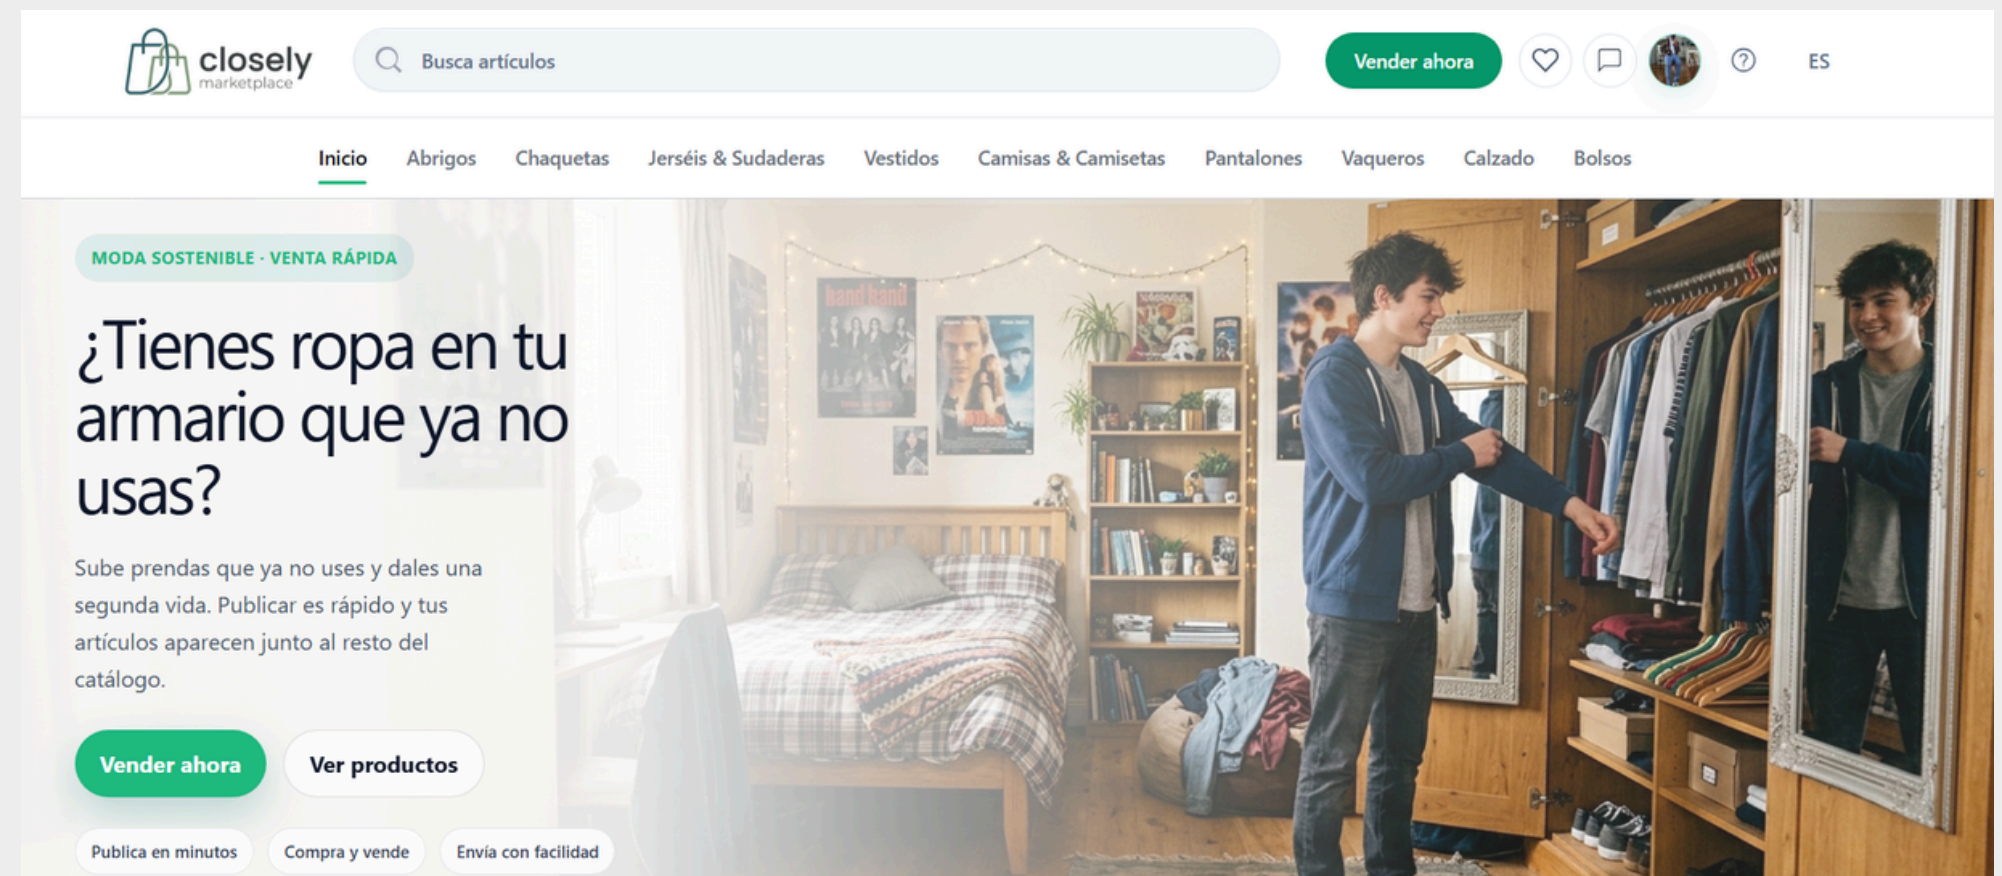 closely
marketplace
Busca artículos
Vender ahora
ES
Inicio
Abrigos
Chaquetas
Jerséis & Sudaderas
Vestidos
Camisas & Camisetas
Pantalones
Vaqueros
Calzado
Bolsos
MODA SOSTENIBLE · VENTA RÁPIDA
¿Tienes ropa en tu
armario que ya no
usas?
Sube prendas que ya no uses y dales una
segunda vida. Publicar es rápido y tus
artículos aparecen junto al resto del
catálogo.
Vender ahora
Ver productos
Publica en minutos
Compra y vende
Envía con facilidad
band band